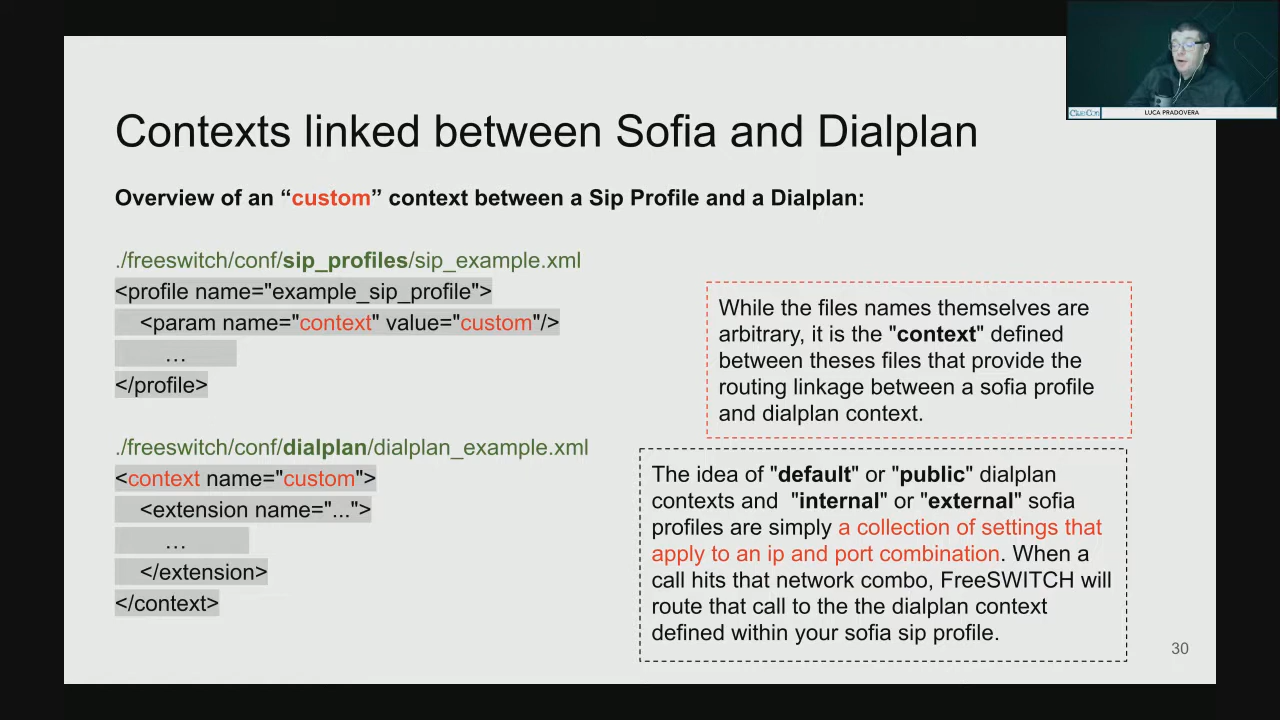 Contexts linked between Sofia and Dialplan
Overview of an “custom” context between a Sip Profile and a Dialplan:
./freeswitch/conf/sip_profiles/sip_example.xml
<profile name="example_sip_profile">
<param name="context" value="custom"/>
…
</profile>
./freeswitch/conf/dialplan/dialplan_example.xml
<context name="custom">
<extension name="...">
…
</extension>
</context>
While the files names themselves are
arbitrary, it is the "context" defined
between theses files that provide the
routing linkage between a sofia profile
and dialplan context.
The idea of "default" or "public" dialplan
contexts and "internal" or "external" sofia
profiles are simply a collection of settings that
apply to an ip and port combination. When a
call hits that network combo, FreeSWITCH will
route that call to the the dialplan context
defined within your sofia sip profile.
30
ClueCon
LUCA PRADOVERA